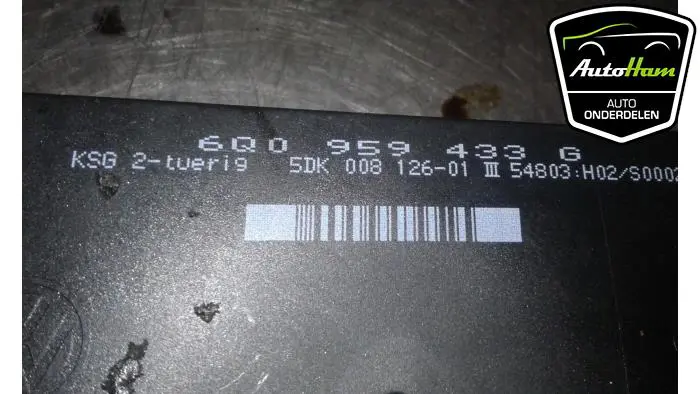 AutoHam
AUTO
ONDERDELEN
6Q0 959 433 G
KSG 2-tuerig 5DK 008 126-01 III 54803:H02/S0002